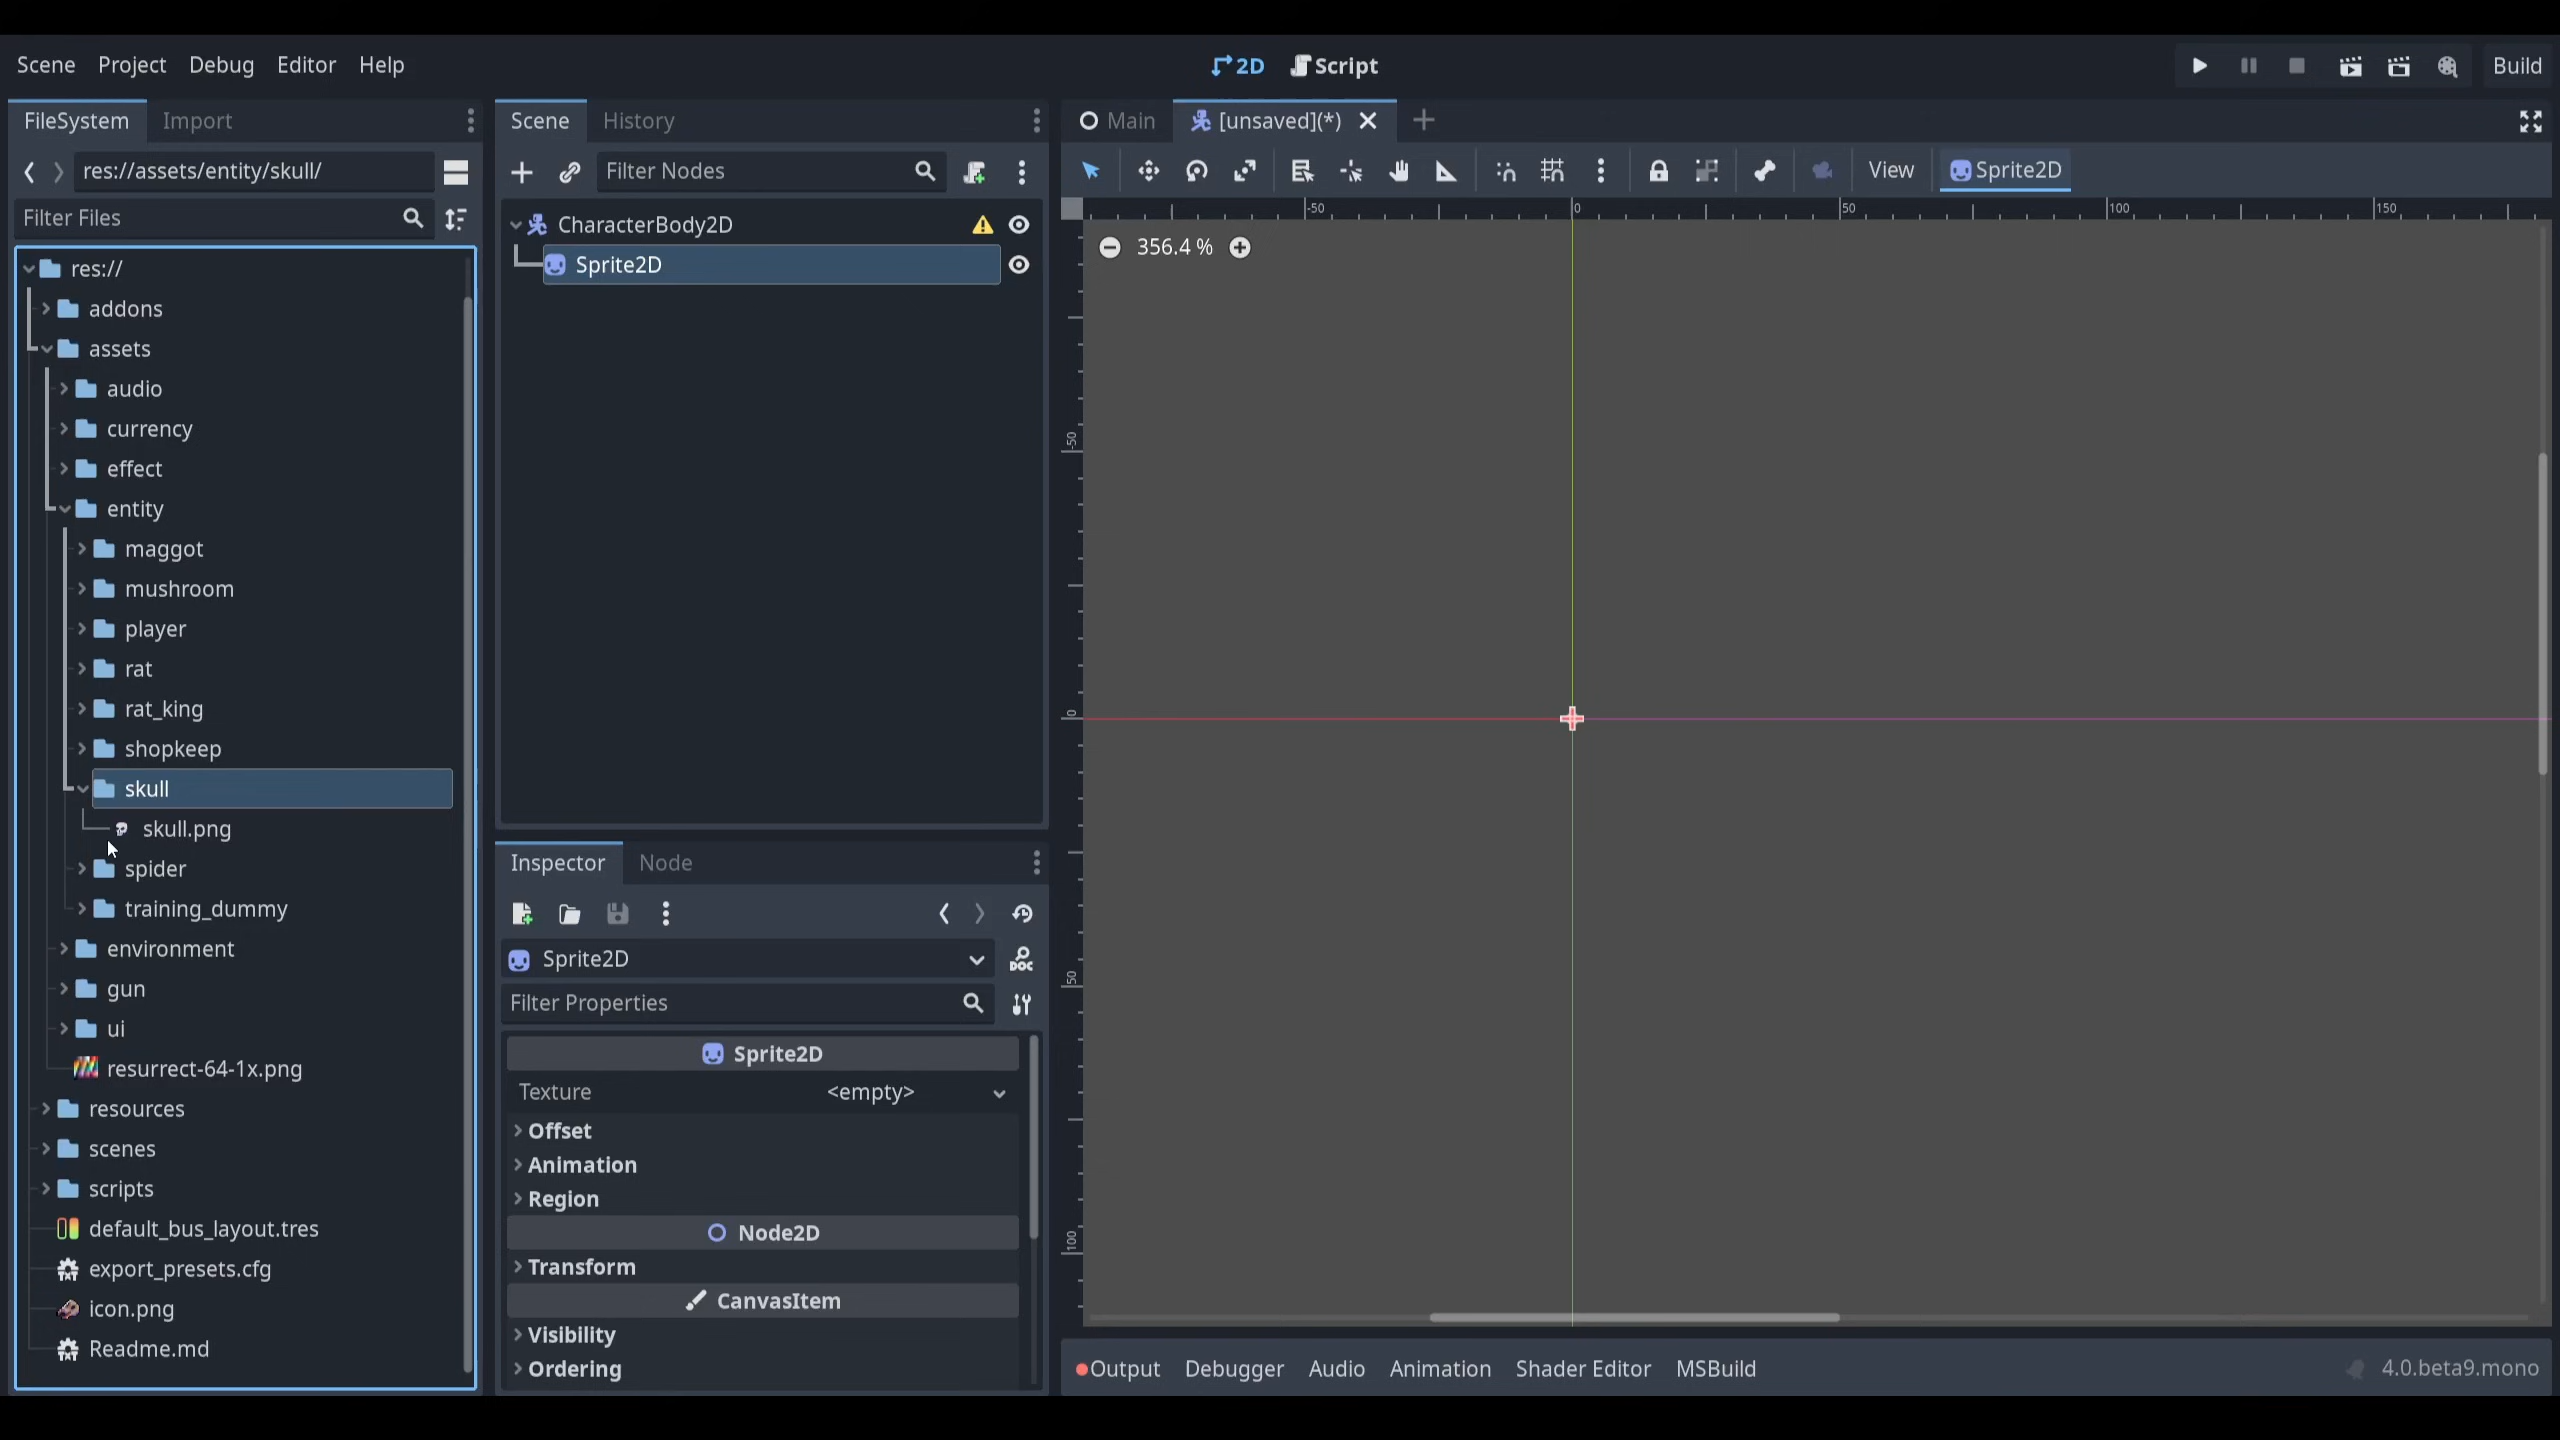 Scene Project Debug Editor Help
2D Script
Build
FileSystem Import
res://assets/entity/skull/
Filter Files
res://
addons
assets
audio
currency
effect
entity
maggot
mushroom
player
rat
rat_king
shopkeep
skull
skull.png
spider
training_dummy
environment
gun
ui
resurrect-64-1x.png
resources
scenes
scripts
default_bus_layout.tres
export_presets.cfg
icon.png
Readme.md
Scene History
Filter Nodes
CharacterBody2D
Sprite2D
Inspector Node
Sprite2D
DOC
Filter Properties
Sprite2D
Texture <empty>
Offset
Animation
Region
Node2D
Transform
CanvasItem
Visibility
Ordering
Main [unsaved](*)
View Sprite2D
-50 0 50 100 150
356.4 %
-50
0
50
100
Output Debugger Audio Animation Shader Editor MSBuild
4.0.beta9.mono